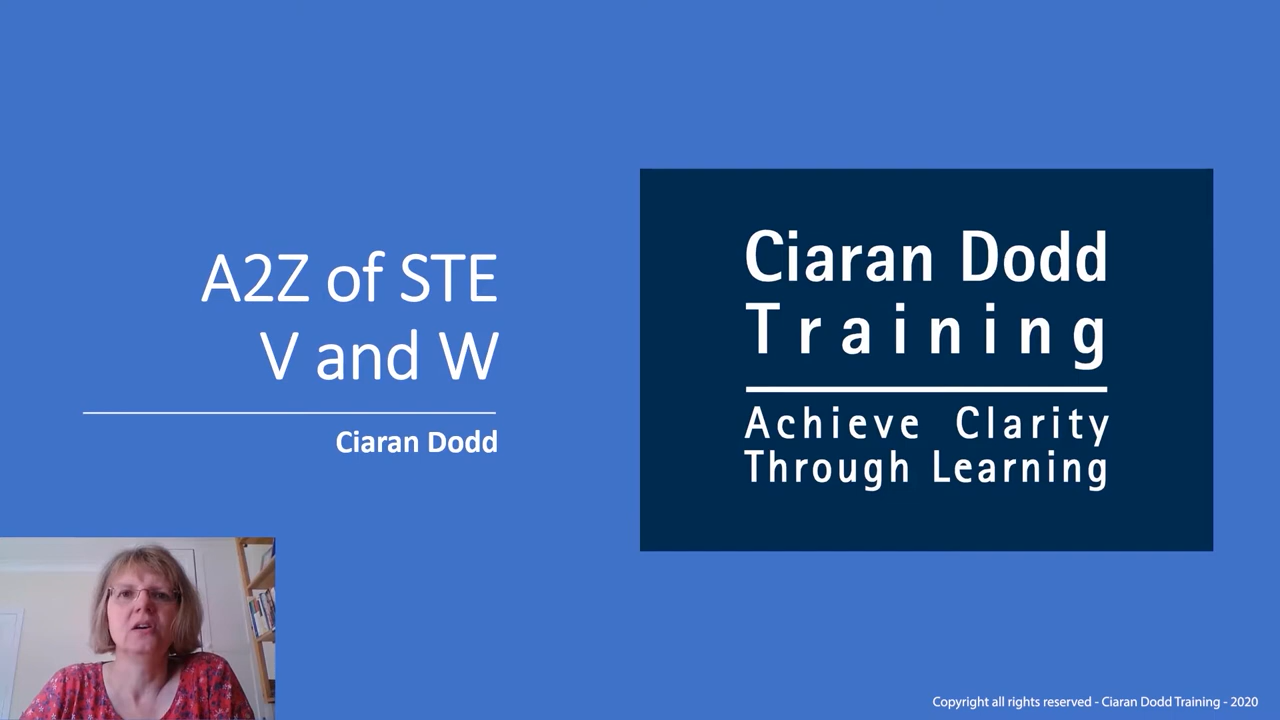 A2Z of STE
V and W
Ciaran Dodd
Ciaran Dodd
Training
Achieve Clarity
Through Learning
Copyright all rights reserved - Ciaran Dodd Training - 2020